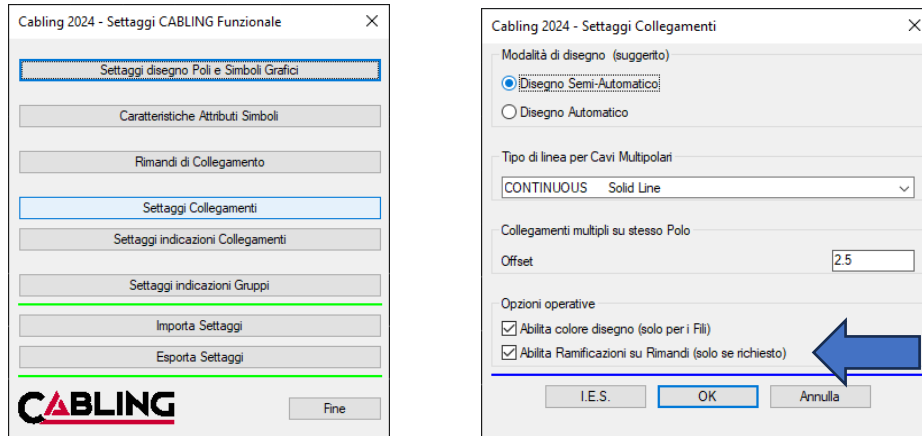 Cabling 2024 - Settaggi CABLING Funzionale
Settaggi disegno Poli e Simboli Grafici
Caratteristiche Attributi Simboli
Rimandi di Collegamento
Settaggi Collegamenti
Settaggi indicazioni Collegamenti
Settaggi indicazioni Gruppi
Importa Settaggi
Esporta Settaggi
CABLING
Fine
Cabling 2024 - Settaggi Collegamenti
Modalità di disegno (suggerito)
Disegno Semi-Automatico
Disegno Automatico
Tipo di linea per Cavi Multipolari
CONTINUOUS Solid Line
Collegamenti multipli su stesso Polo
Offset 2.5
Opzioni operative
Abilita colore disegno (solo per i Fili)
Abilita Ramificazioni su Rimandi (solo se richiesto)
I.E.S. OK Annulla